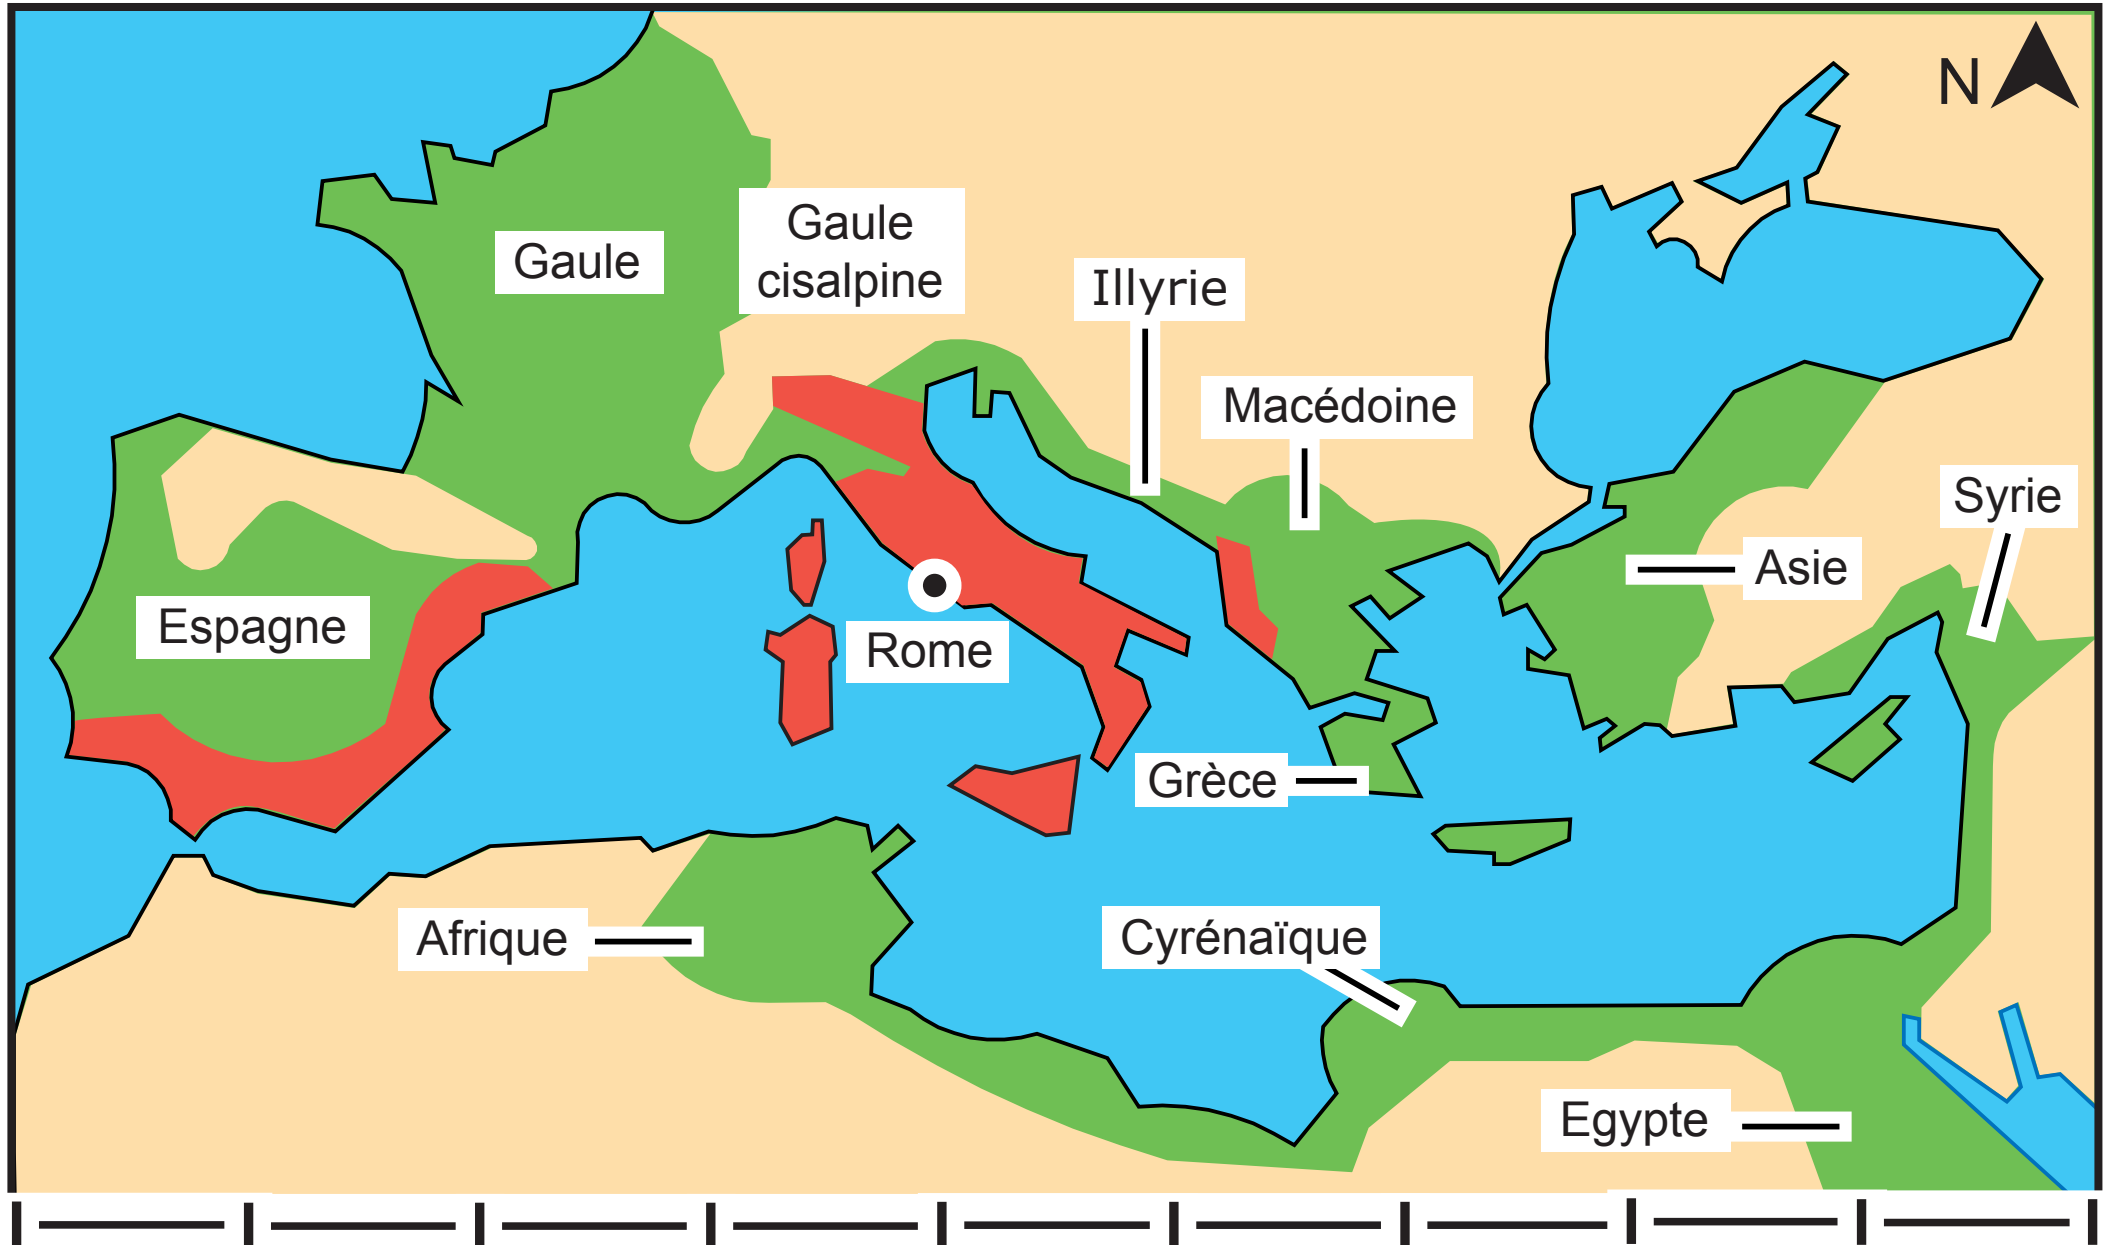 N
Gaule
cisalpine
Gaule
Illyrie
Macédoine
Syrie
Asie
Espagne
Rome
Grèce
Afrique
Cyrénaïque
Egypte